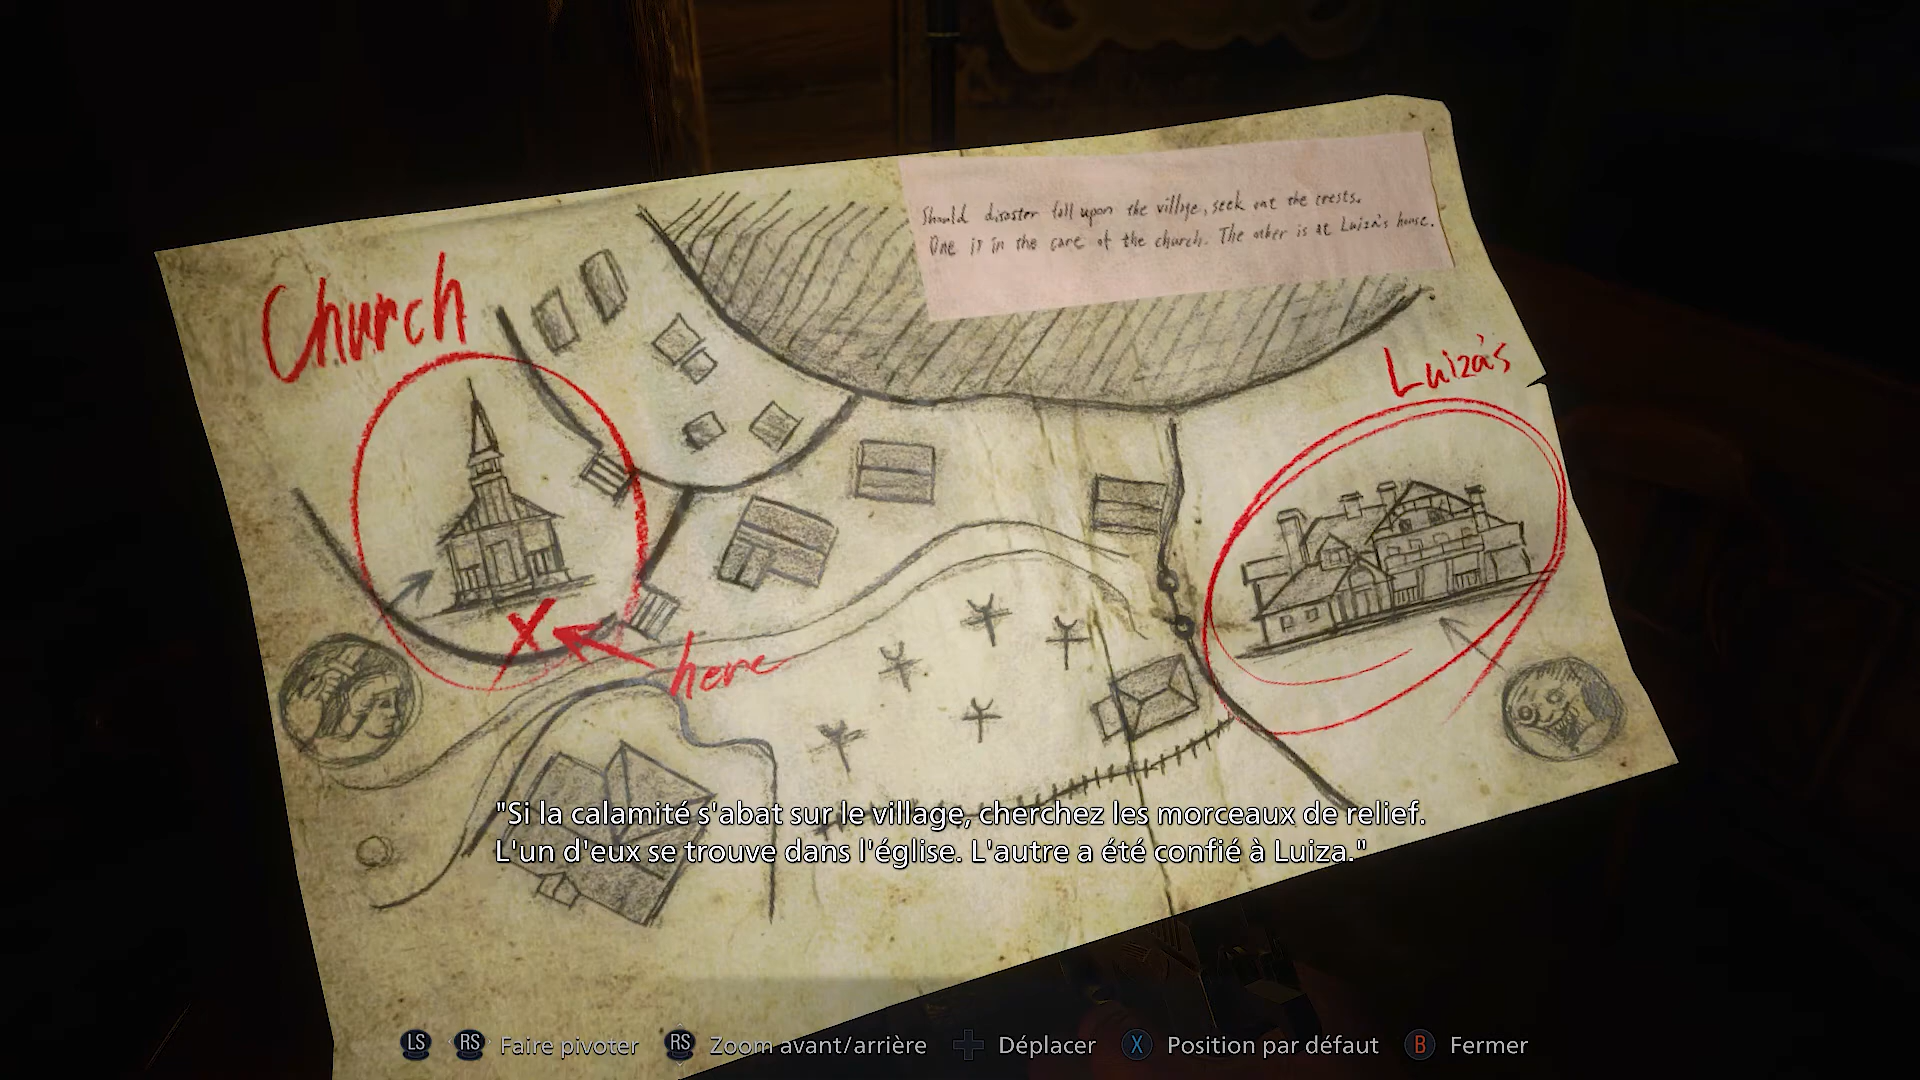 Should disaster fall upon the village, seek out the crests.
One is in the care of the church. The other is at Luiza's house.
Church
Luiza's
X
here
"Si la calamité s'abat sur le village, cherchez les morceaux de relief.
L'un d'eux se trouve dans l'église. L'autre a été confié à Luiza."
LS RS Faire pivoter RS Zoom avant/arrière Déplacer X Position par défaut B Fermer